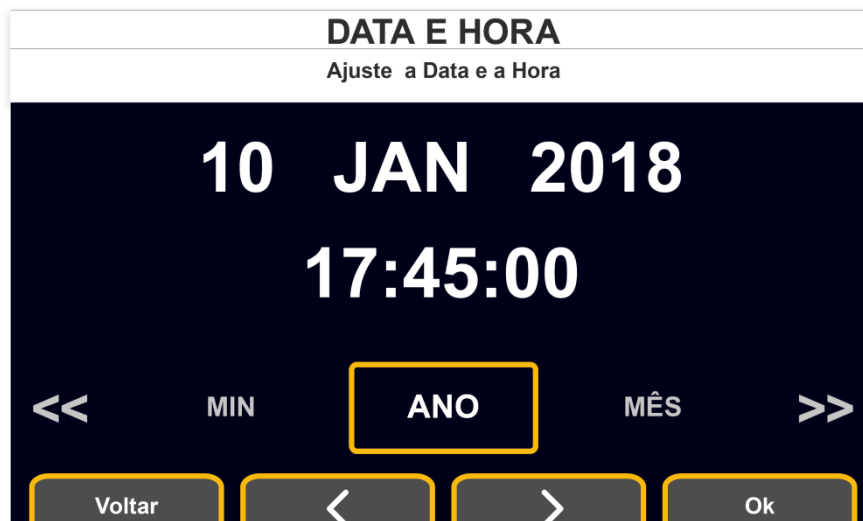 DATA E HORA
Ajuste a Data e a Hora
10 JAN 2018
17:45:00
<< MIN ANO MÊS >>
Voltar < > Ok